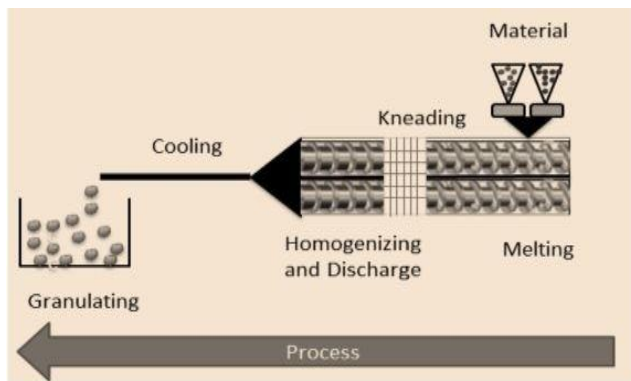 Material
Kneading
Cooling
Homogenizing
and Discharge
Melting
Granulating
Process